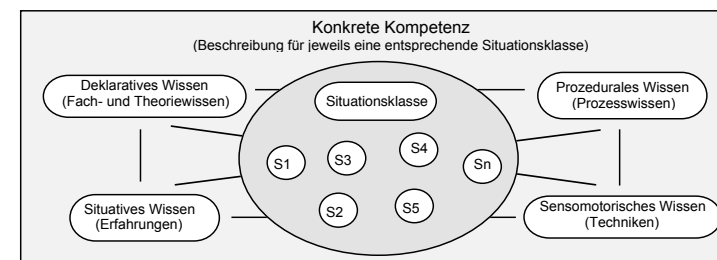 Konkrete Kompetenz
(Beschreibung für jeweils eine entsprechende Situationsklasse)
Deklaratives Wissen
(Fach- und Theoriewissen)
Situationsklasse
Prozedurales Wissen
(Prozesswissen)
S1
S3
S4
Sn
S2
S5
Situatives Wissen
(Erfahrungen)
Sensomotorisches Wissen
(Techniken)